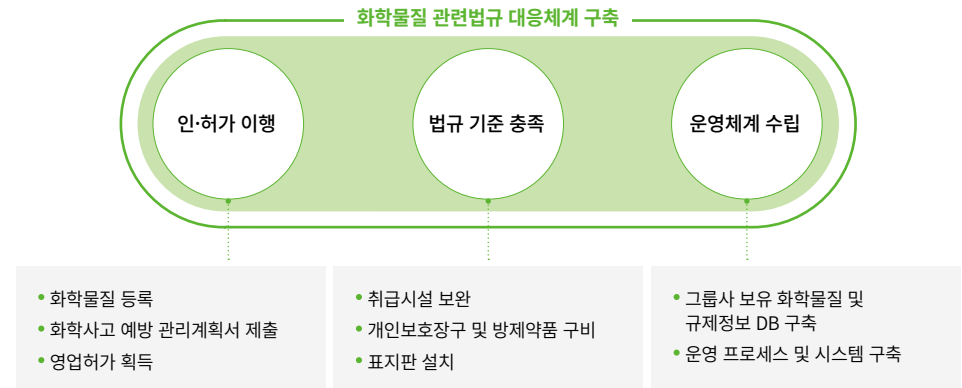 화학물질 관련법규 대응체계 구축
인·허가 이행
법규 기준 충족
운영체계 수립
• 화학물질 등록
• 화학사고 예방 관리계획서 제출
• 영업허가 획득
• 취급시설 보완
• 개인보호장구 및 방제약품 구비
• 표지판 설치
• 그룹사 보유 화학물질 및
규제정보 DB 구축
• 운영 프로세스 및 시스템 구축